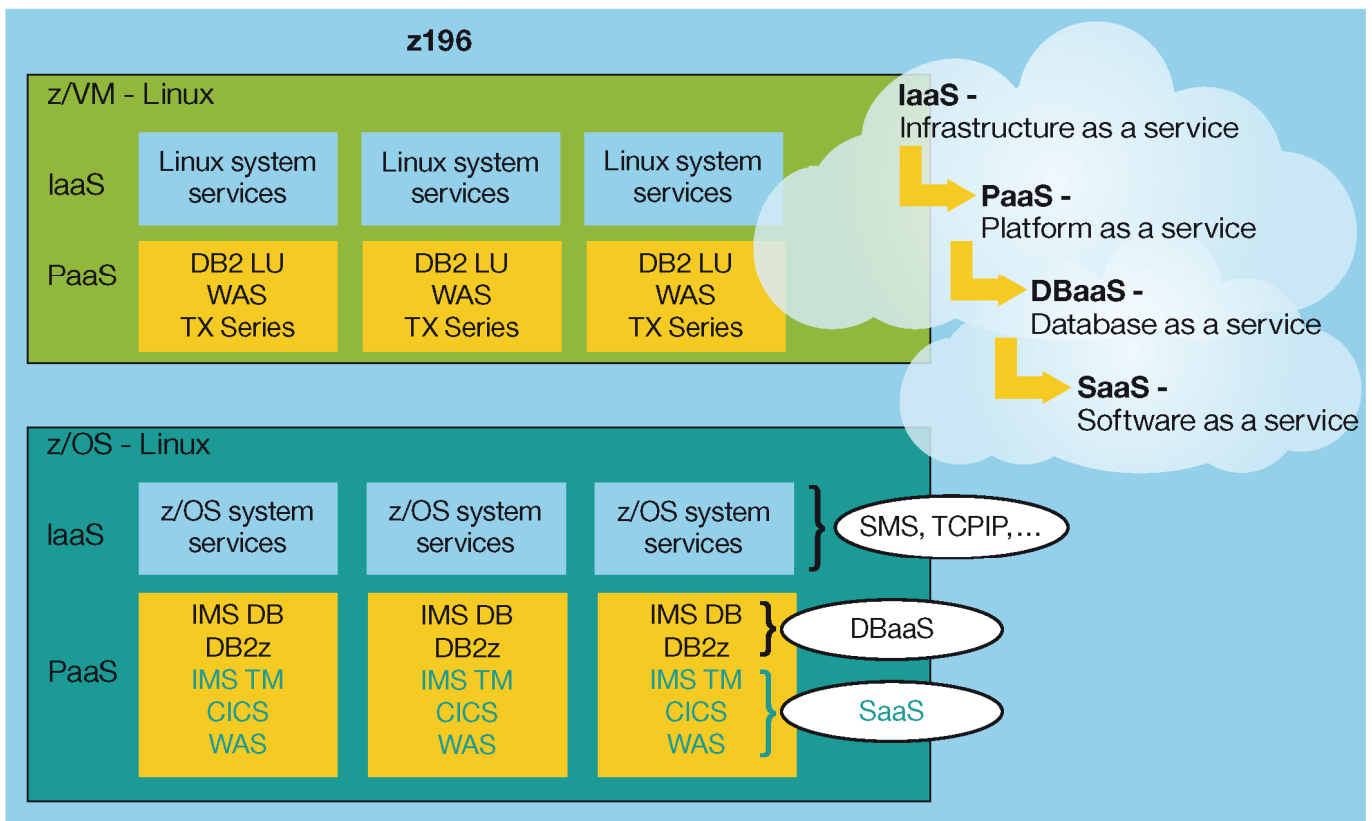 z196
z/VM - Linux
IaaS
Linux system
services
Linux system
services
Linux system
services
PaaS
DB2 LU
WAS
TX Series
DB2 LU
WAS
TX Series
DB2 LU
WAS
TX Series
IaaS -
Infrastructure as a service
PaaS -
Platform as a service
DBaaS -
Database as a service
SaaS -
Software as a service
z/OS - Linux
IaaS
z/OS system
services
z/OS system
services
z/OS system
services
SMS, TCPIP,...
PaaS
IMS DB
DB2z
IMS TM
CICS
WAS
IMS DB
DB2z
IMS TM
CICS
WAS
IMS DB
DB2z
IMS TM
CICS
WAS
DBaaS
SaaS